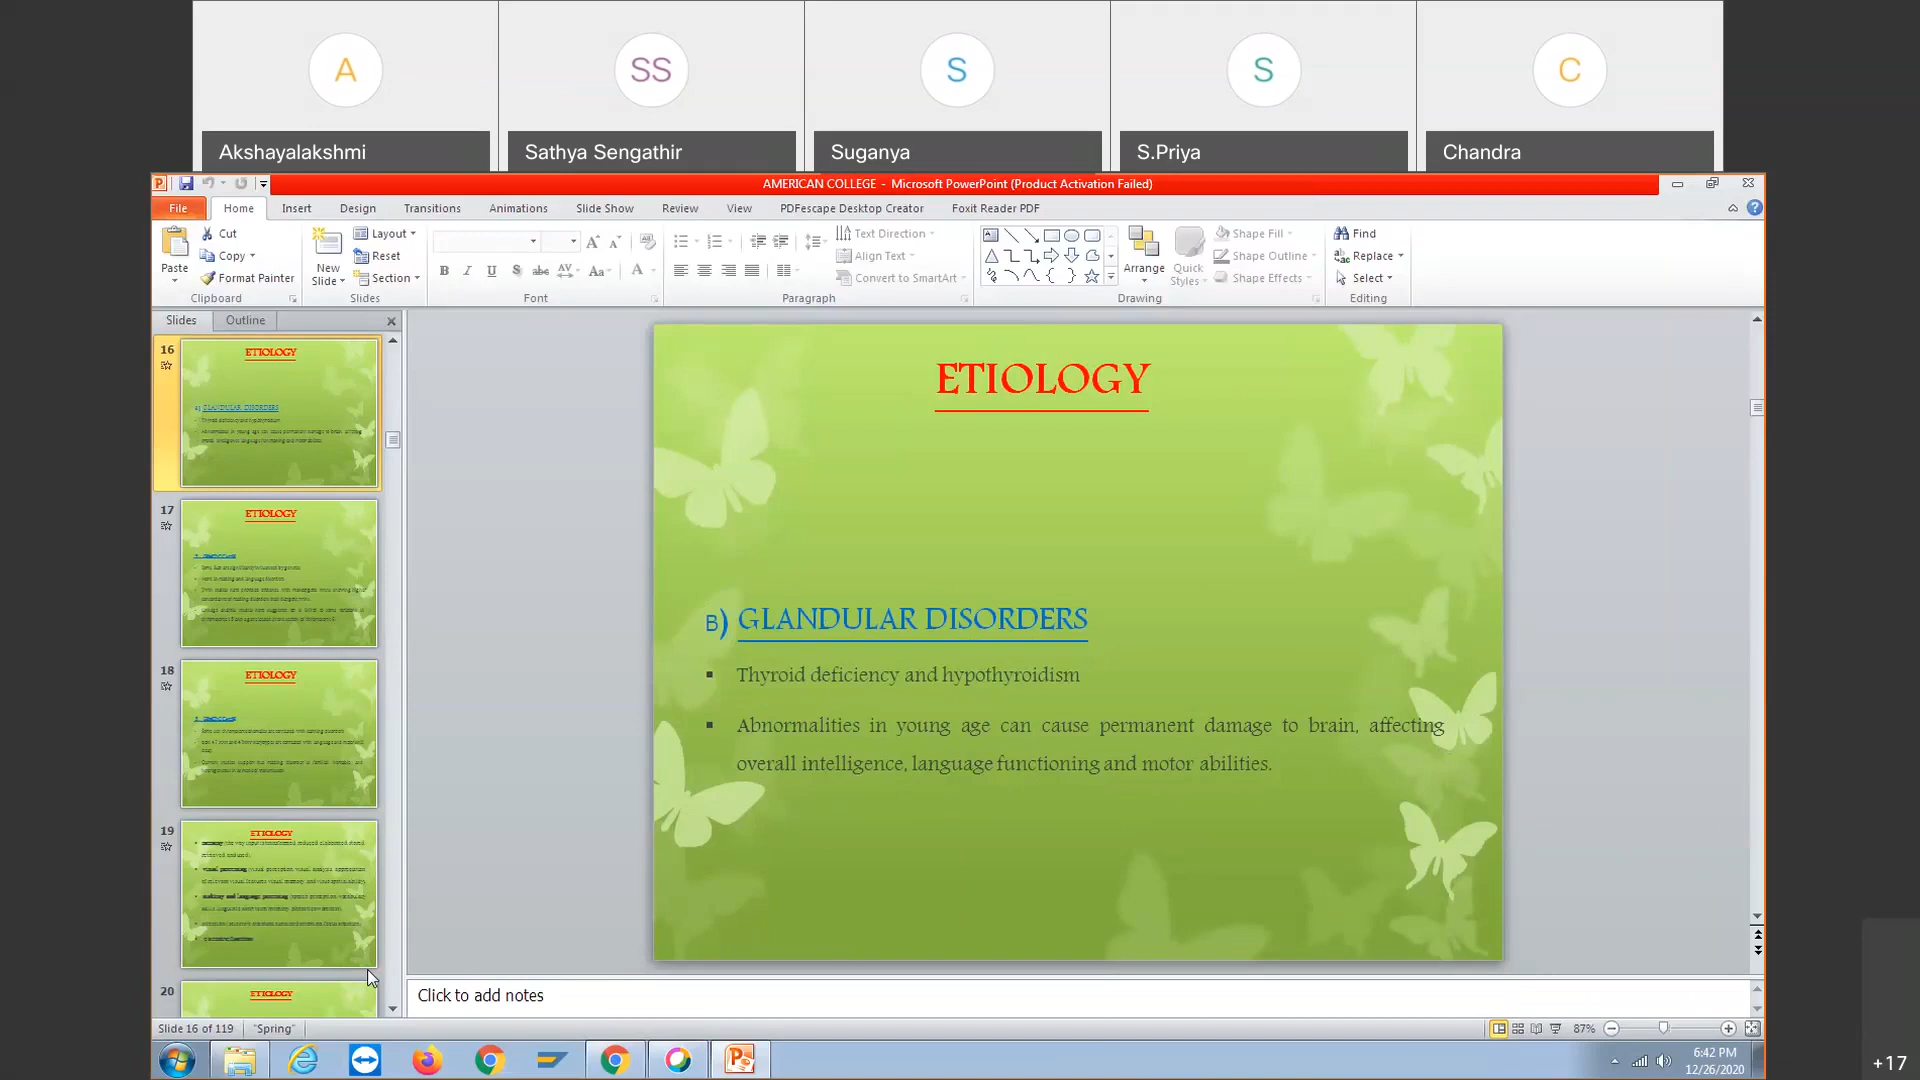 A
SS
S
S
C
Akshayalakshmi
Sathya Sengathir
Suganya
S.Priya
Chandra
AMERICAN COLLEGE - Microsoft PowerPoint (Product Activation Failed)
File Home Insert Design Transitions Animations Slide Show Review View PDFescape Desktop Creator Foxit Reader PDF
Paste
Cut
Copy
Format Painter
Clipboard
New Slide
Layout
Reset
Section
Slides
Font
Text Direction
Align Text
Convert to SmartArt
Paragraph
Arrange
Quick Styles
Shape Fill
Shape Outline
Shape Effects
Drawing
Find
Replace
Select
Editing
Slides Outline
16
ETIOLOGY
GLANDULAR DISORDERS
17
ETIOLOGY
18
ETIOLOGY
19
ETIOLOGY
20
ETIOLOGY
ETIOLOGY
B) GLANDULAR DISORDERS
Thyroid deficiency and hypothyroidism
Abnormalities in young age can cause permanent damage to brain, affecting
overall intelligence, language functioning and motor abilities.
Click to add notes
Slide 16 of 119 "Spring"
87%
6:42 PM
12/26/2020
+17